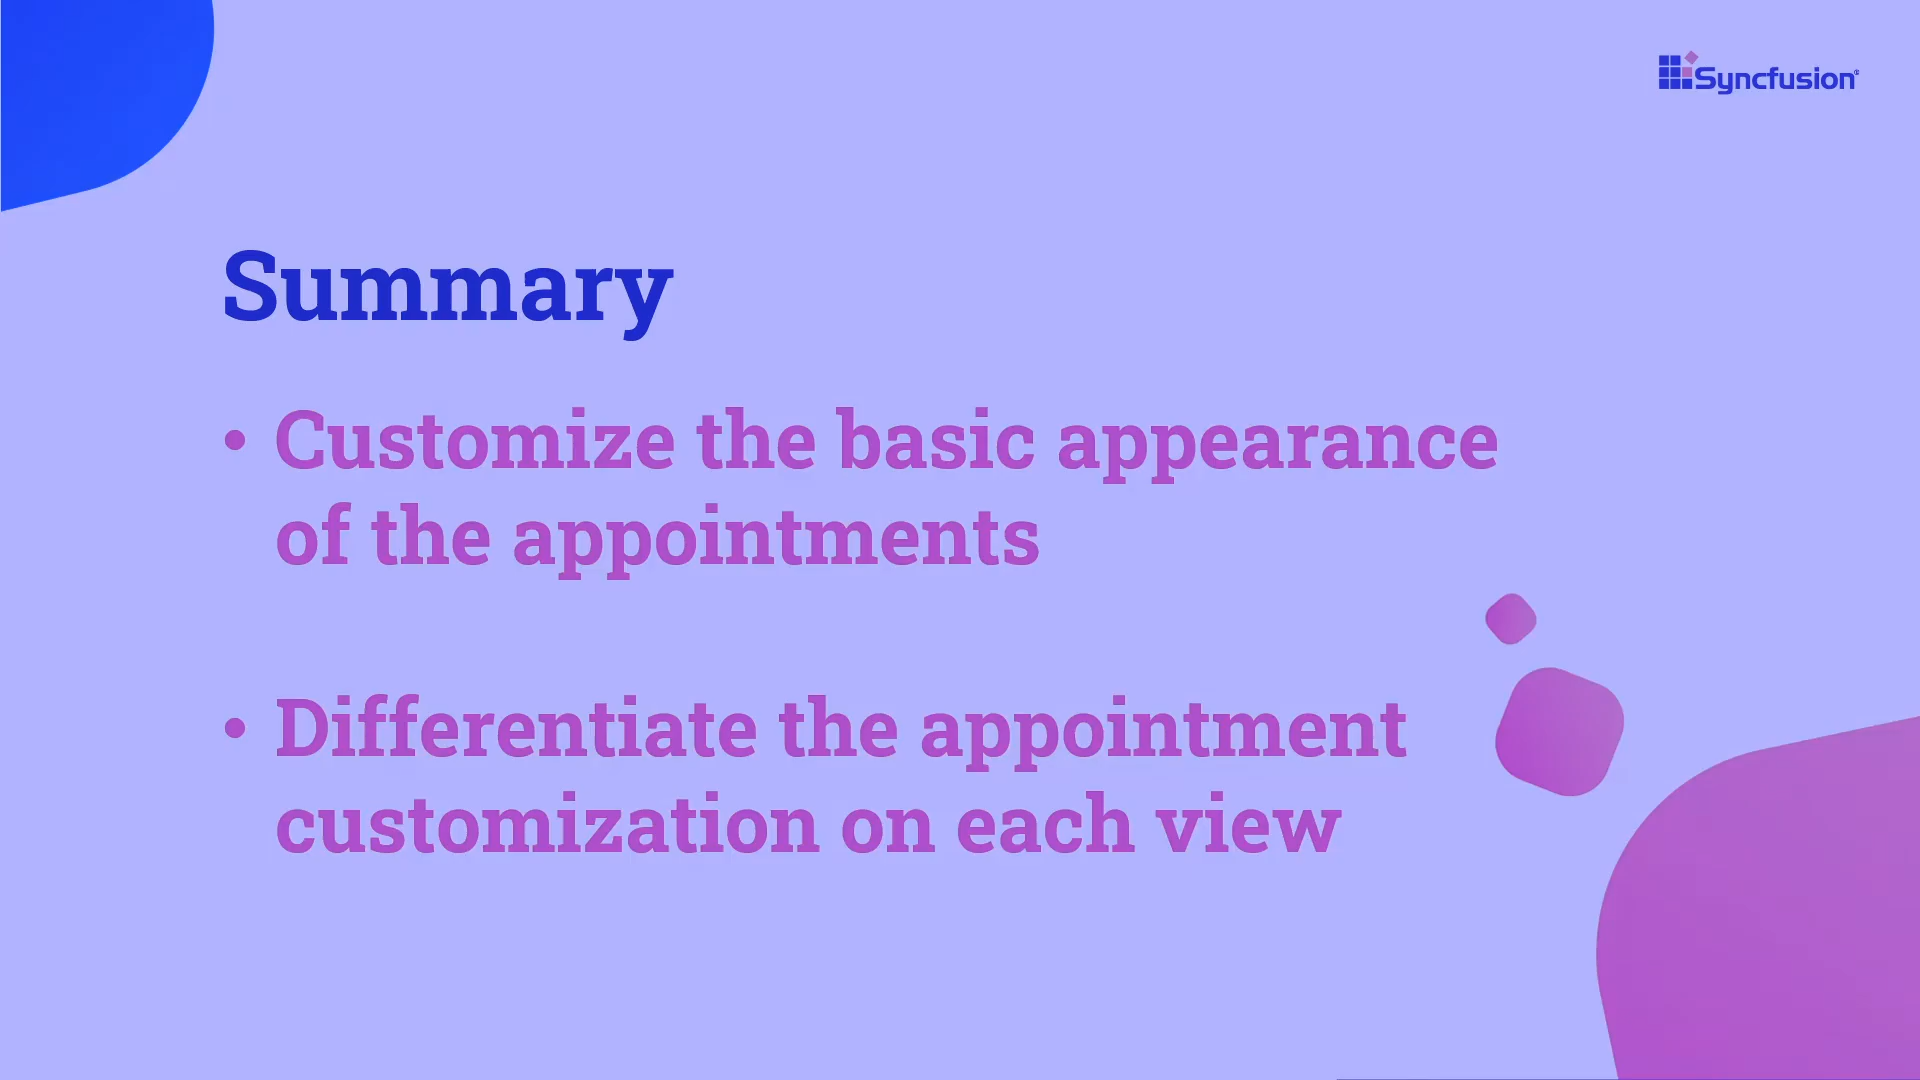 Syncfusion®
Summary
• Customize the basic appearance
of the appointments
• Differentiate the appointment
customization on each view